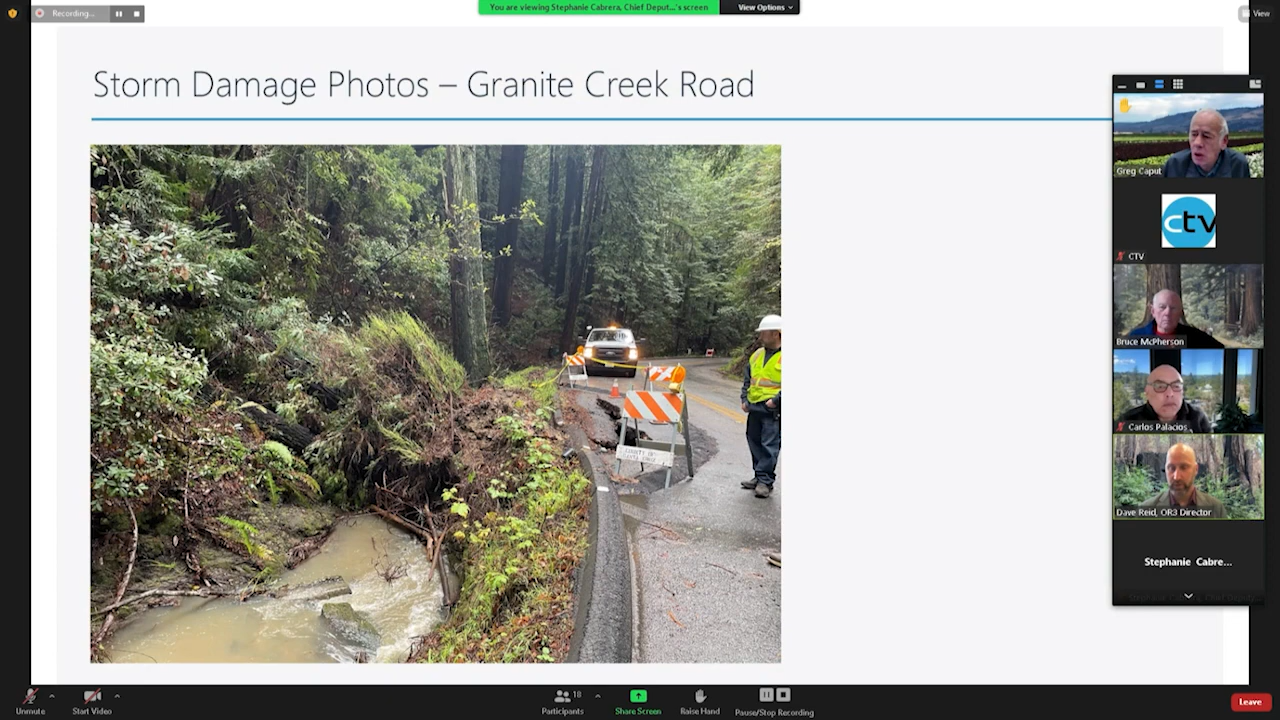 Recording...
You are viewing Stephanie Cabrera, Chief Deput...'s screen
View Options
View
Storm Damage Photos – Granite Creek Road
Greg Caput
ctv
CTV
Bruce McPherson
Carlos Palacios
Dave Reid, OR3 Director
Stephanie Cabre...
Unmute
Start Video
Participants
18
Share Screen
Raise Hand
Pause/Stop Recording
Leave